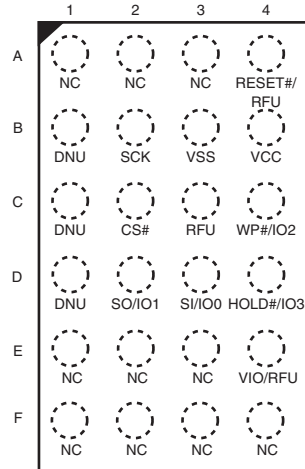 1 2 3 4
A
NC NC NC RESET#/
RFU
B
DNU SCK VSS VCC
C
DNU CS# RFU WP#/IO2
D
DNU SO/IO1 SI/IO0 HOLD#/IO3
E
NC NC NC VIO/RFU
F
NC NC NC NC